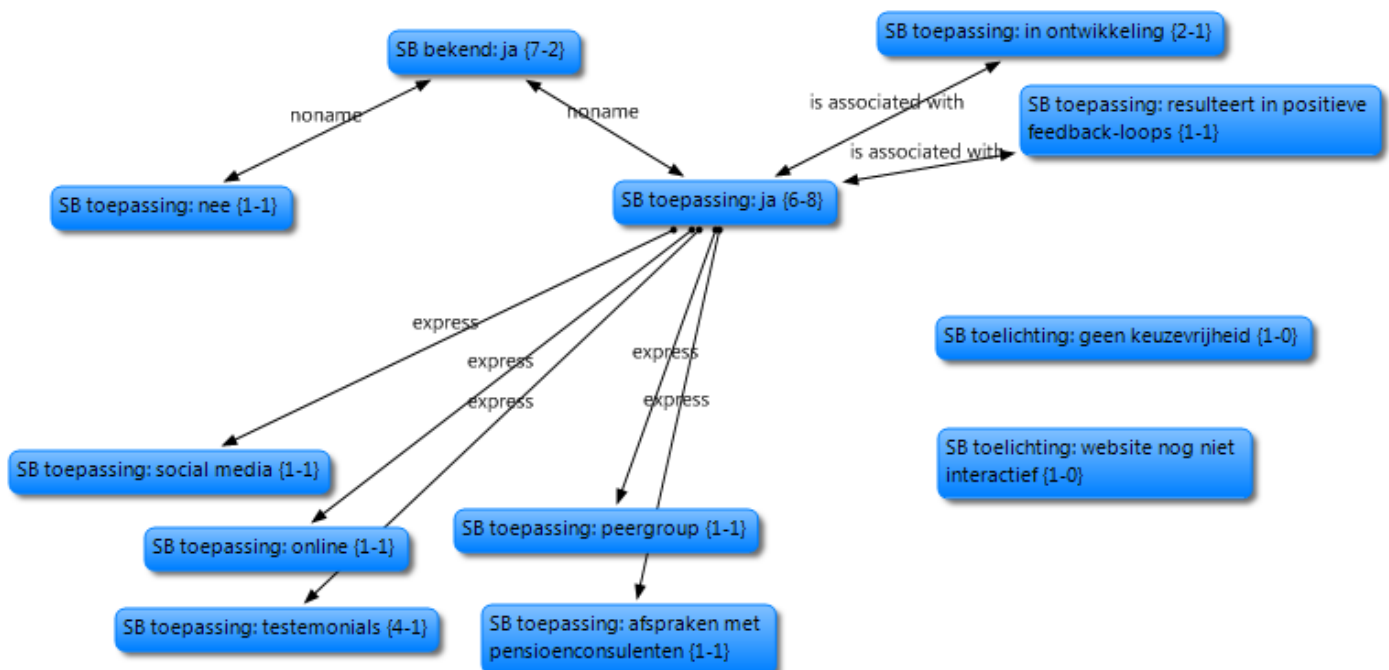 SB toepassing: in ontwikkeling {2-1}
SB bekend: ja {7-2}
is associated with
SB toepassing: resulteert in positieve
feedback-loops {1-1}
noname
noname
is associated with
SB toepassing: nee {1-1}
SB toepassing: ja {6-8}
express
SB toelichting: geen keuzevrijheid {1-0}
express
express
express
express
SB toelichting: website nog niet
interactief {1-0}
SB toepassing: social media {1-1}
SB toepassing: peergroup {1-1}
SB toepassing: online {1-1}
SB toepassing: testemonials {4-1}
SB toepassing: afspraken met
pensioenconsulenten {1-1}